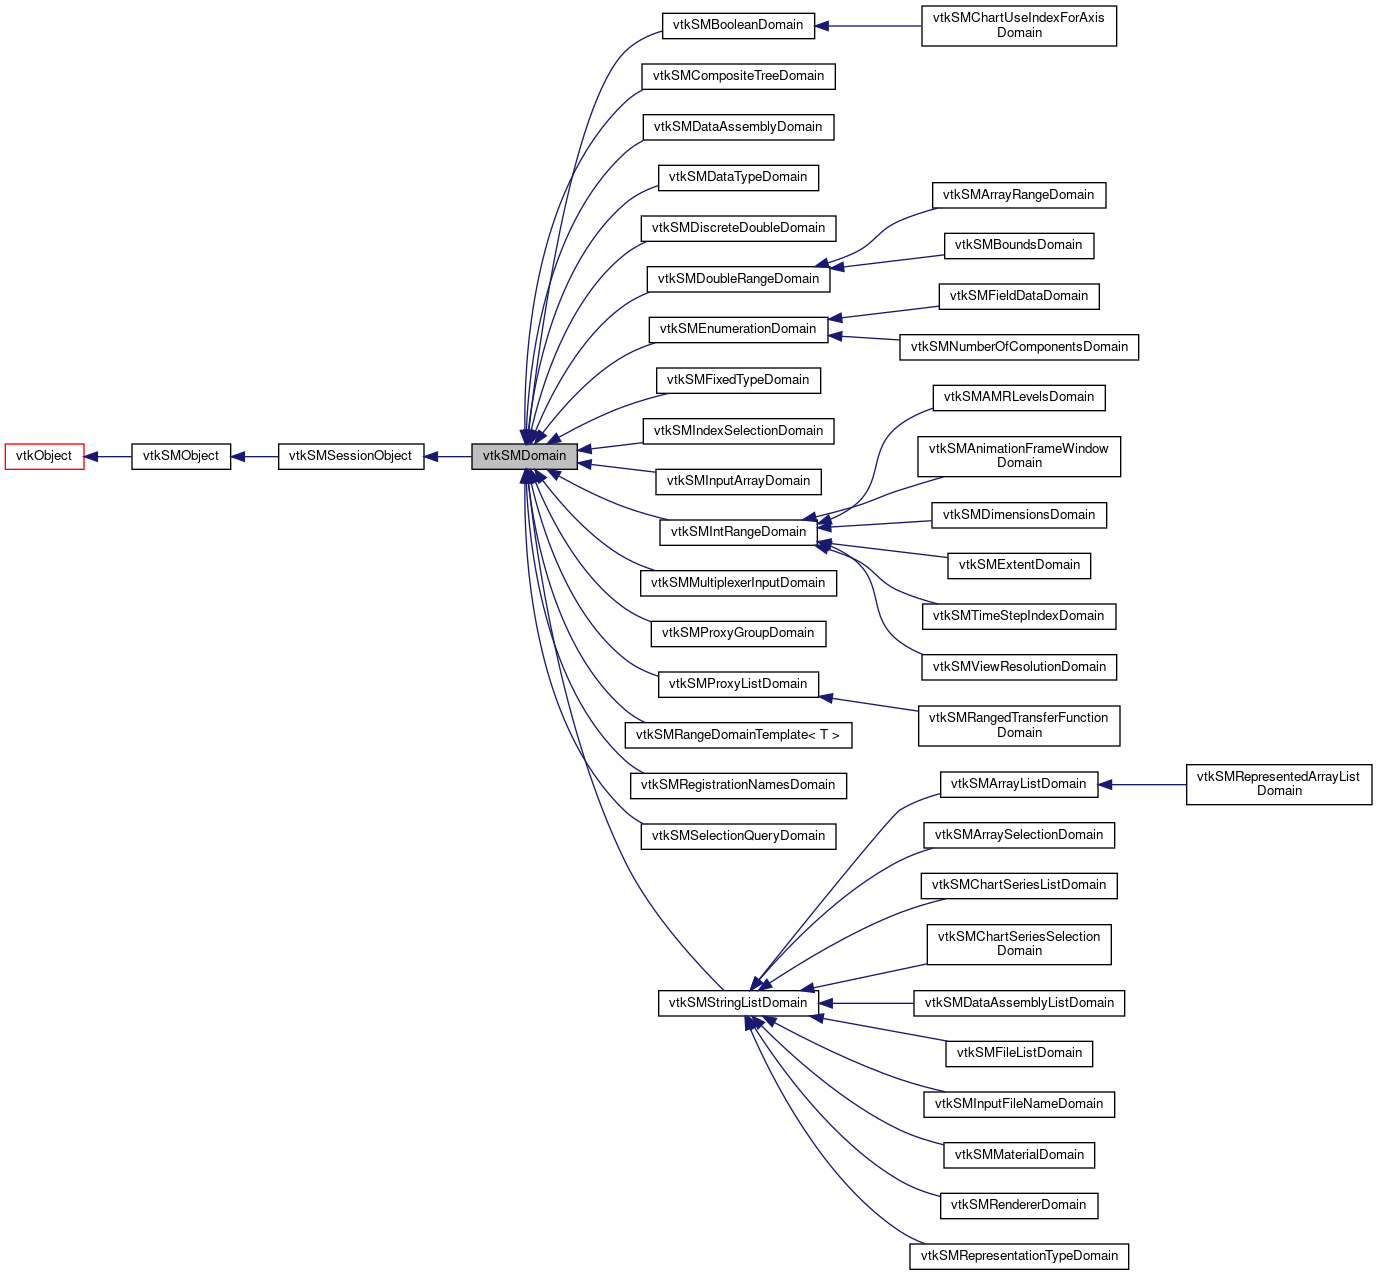 vtkObject
vtkSMObject
vtkSMSessionObject
vtkSMDomain
vtkSMBooleanDomain
vtkSMChartUseIndexForAxis
Domain
vtkSMCompositeTreeDomain
vtkSMDataAssemblyDomain
vtkSMDataTypeDomain
vtkSMDiscreteDoubleDomain
vtkSMDoubleRangeDomain
vtkSMArrayRangeDomain
vtkSMBoundsDomain
vtkSMEnumerationDomain
vtkSMFieldDataDomain
vtkSMNumberOfComponentsDomain
vtkSMFixedTypeDomain
vtkSMIndexSelectionDomain
vtkSMInputArrayDomain
vtkSMIntRangeDomain
vtkSMAMRLevelsDomain
vtkSMAnimationFrameWindow
Domain
vtkSMDimensionsDomain
vtkSMExtentDomain
vtkSMTimeStepIndexDomain
vtkSMViewResolutionDomain
vtkSMMultiplexerInputDomain
vtkSMProxyGroupDomain
vtkSMProxyListDomain
vtkSMRangedTransferFunction
Domain
vtkSMRangeDomainTemplate< T >
vtkSMRegistrationNamesDomain
vtkSMSelectionQueryDomain
vtkSMStringListDomain
vtkSMArrayListDomain
vtkSMRepresentedArrayList
Domain
vtkSMArraySelectionDomain
vtkSMChartSeriesListDomain
vtkSMChartSeriesSelection
Domain
vtkSMDataAssemblyListDomain
vtkSMFileListDomain
vtkSMInputFileNameDomain
vtkSMMaterialDomain
vtkSMRendererDomain
vtkSMRepresentationTypeDomain